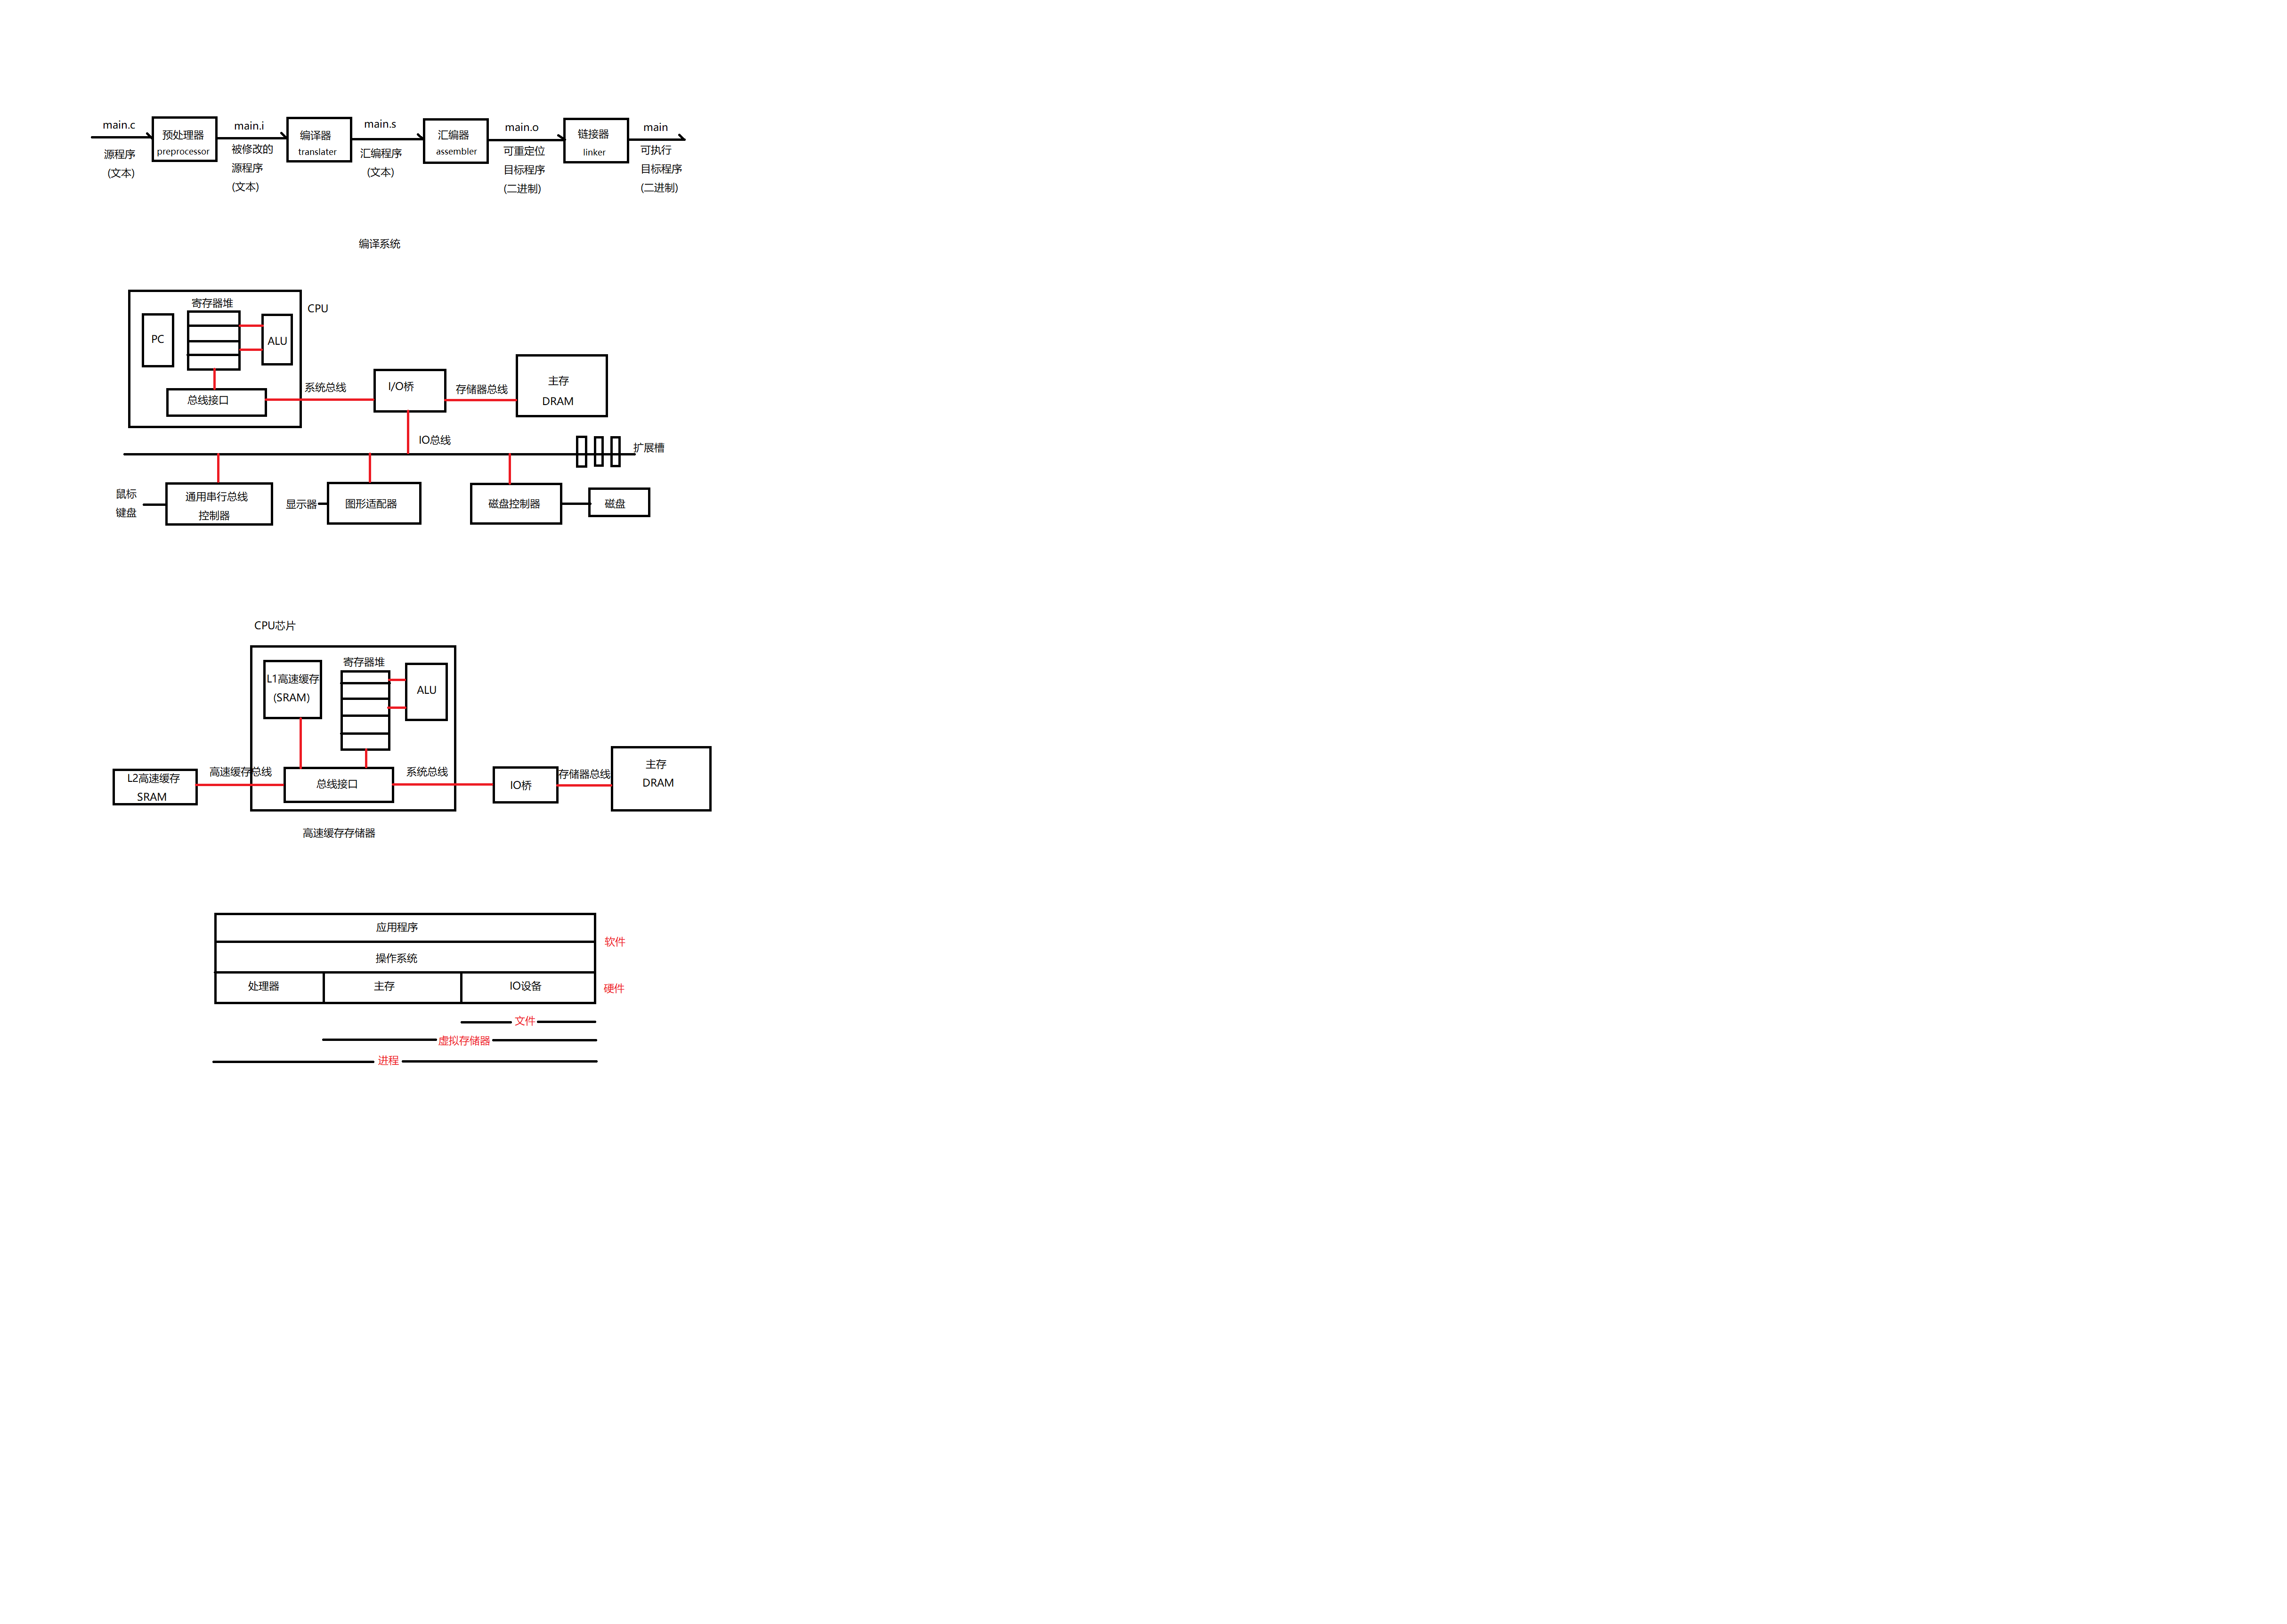 main.c
源程序
(文本)
预处理器
preprocessor
main.i
被修改的
源程序
(文本)
编译器
translater
main.s
汇编程序
(文本)
汇编器
assembler
main.o
可重定位
目标程序
(二进制)
链接器
linker
main
可执行
目标程序
(二进制)
编译系统
寄存器堆
CPU
PC
ALU
总线接口
系统总线
I/O桥
存储器总线
主存
DRAM
IO总线
扩展槽
鼠标
键盘
通用串行总线
控制器
显示器
图形适配器
磁盘控制器
磁盘
CPU芯片
L1高速缓存
(SRAM)
寄存器堆
ALU
L2高速缓存
SRAM
高速缓存总线
总线接口
系统总线
IO桥
存储器总线
主存
DRAM
高速缓存存储器
应用程序
软件
操作系统
处理器
主存
IO设备
硬件
文件
虚拟存储器
进程